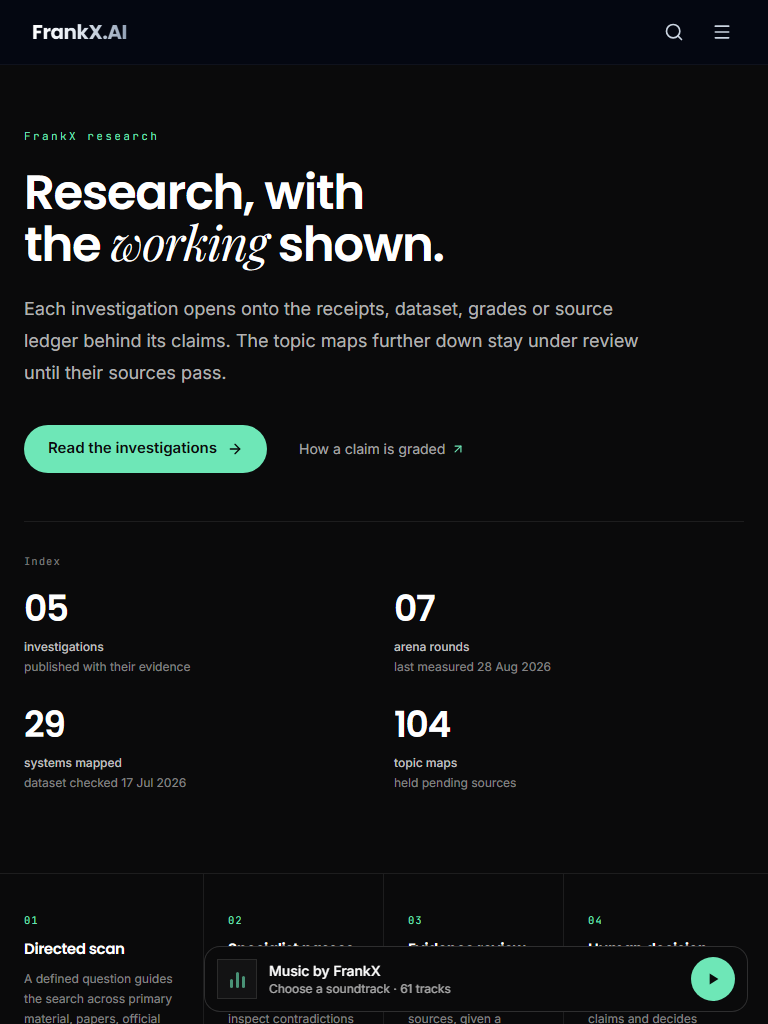 FrankX.AI
FrankX research
Research, with
the working shown.
Each investigation opens onto the receipts, dataset, grades or source
ledger behind its claims. The topic maps further down stay under review
until their sources pass.
Read the investigations
How a claim is graded
Index
05
investigations
published with their evidence
07
arena rounds
last measured 28 Aug 2026
29
systems mapped
dataset checked 17 Jul 2026
104
topic maps
held pending sources
01
Directed scan
A defined question guides
the search across primary
material, papers, official
02
inspect contradictions
03
Evidence review
sources, given a
04
Human decision
claims and decides
Music by FrankX
Choose a soundtrack · 61 tracks